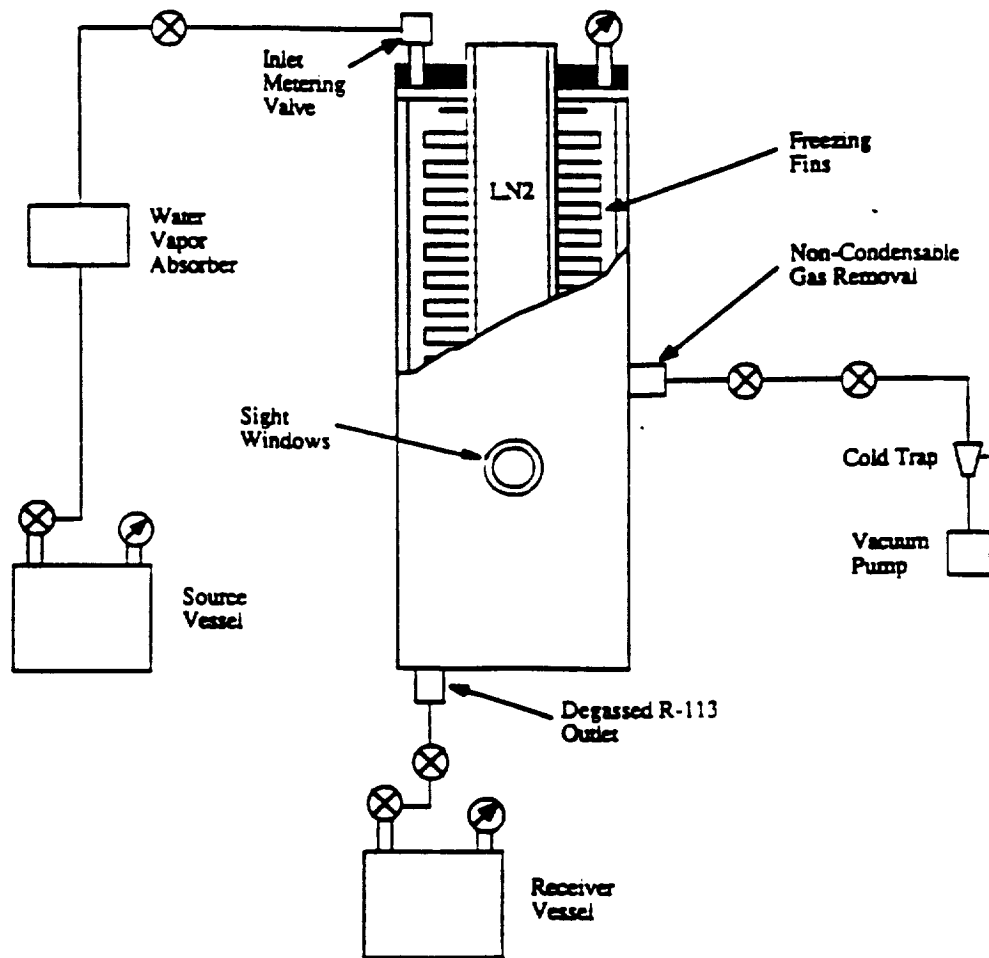 Inlet
Metering
Valve
LN2
Freezing
Fins
Water
Vapor
Absorber
Non-Condensable
Gas Removal
Sight
Windows
Cold Trap
Vacuum
Pump
Source
Vessel
Degassed R-113
Outlet
Receiver
Vessel